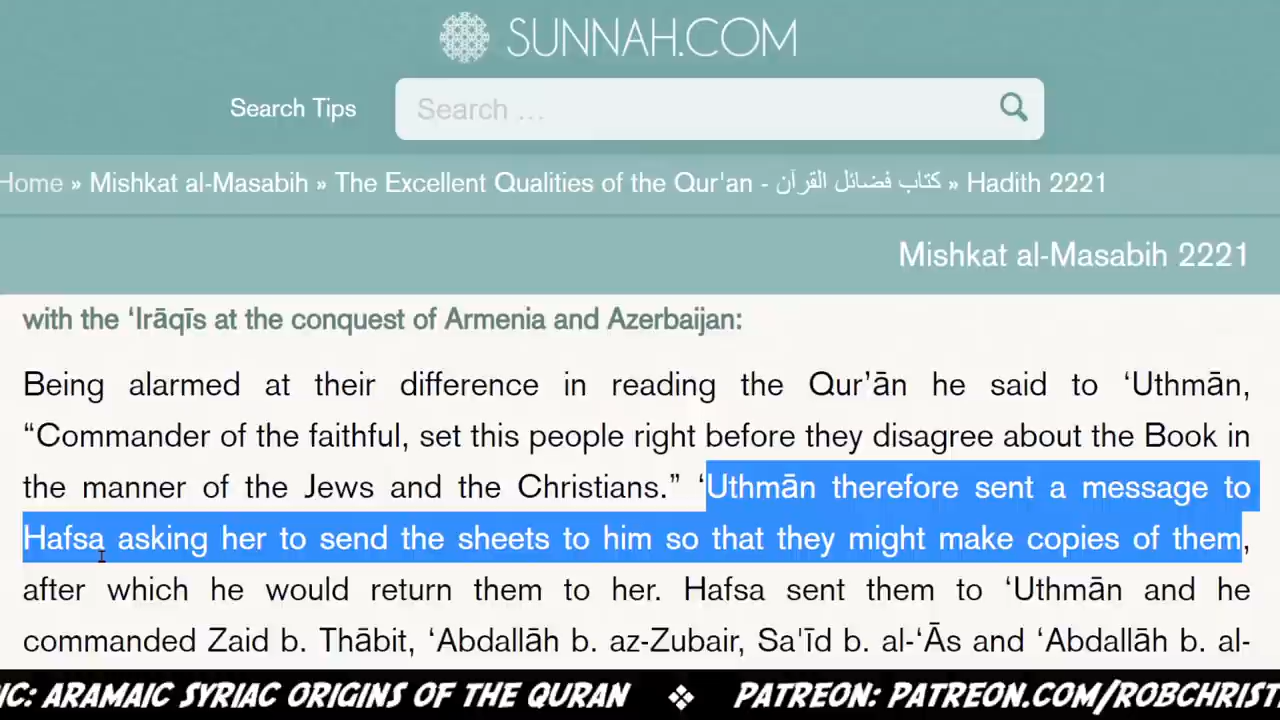 SUNNAH.COM
Search Tips
Search ...
Home » Mishkat al-Masabih » The Excellent Qualities of the Qur'an - كتاب فضائل القرآن » Hadith 2221
Mishkat al-Masabih 2221
with the ‘Irāqīs at the conquest of Armenia and Azerbaijan:
Being alarmed at their difference in reading the Qur’ān he said to ‘Uthmān,
“Commander of the faithful, set this people right before they disagree about the Book in
the manner of the Jews and the Christians.” ‘Uthmān therefore sent a message to
Hafsa asking her to send the sheets to him so that they might make copies of them,
after which he would return them to her. Hafsa sent them to ‘Uthmān and he
commanded Zaid b. Thābit, ‘Abdallāh b. az-Zubair, Sa'īd b. al-‘Ās and ‘Abdallāh b. al-
IC: ARAMAIC SYRIAC ORIGINS OF THE QURAN ❖ PATREON: PATREON.COM/ROBCHRIST